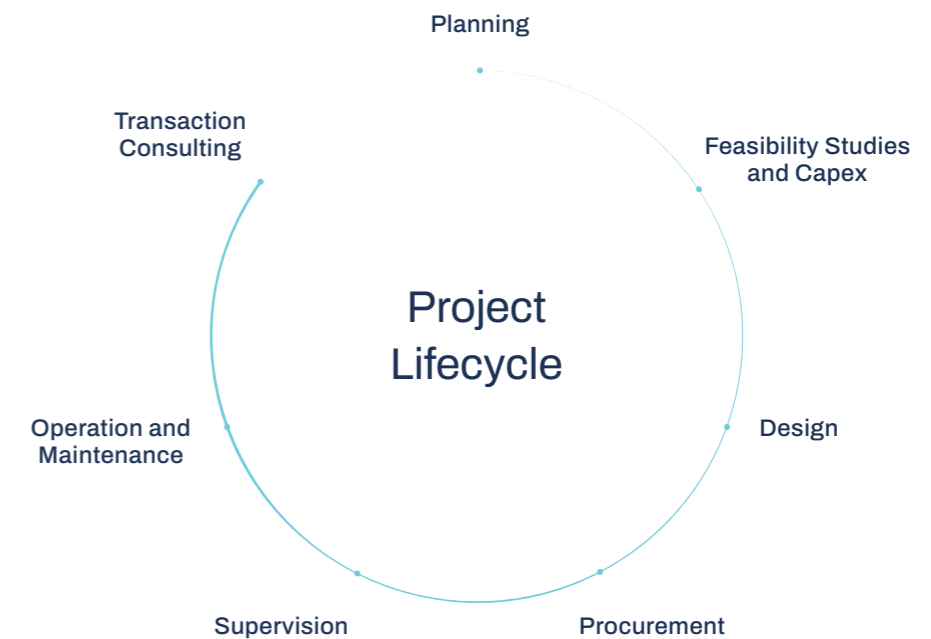 Planning
Transaction
Consulting
Feasibility Studies
and Capex
Project
Lifecycle
Operation and
Maintenance
Design
Supervision
Procurement